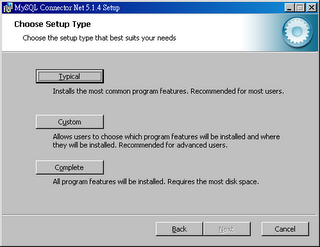 MySQL Connector Net 5.1.4 Setup
Choose Setup Type
Choose the setup type that best suits your needs
Typical
Installs the most common program features. Recommended for most users.
Custom
Allows users to choose which program features will be installed and where
they will be installed. Recommended for advanced users.
Complete
All program features will be installed. Requires the most disk space.
Back Next Cancel